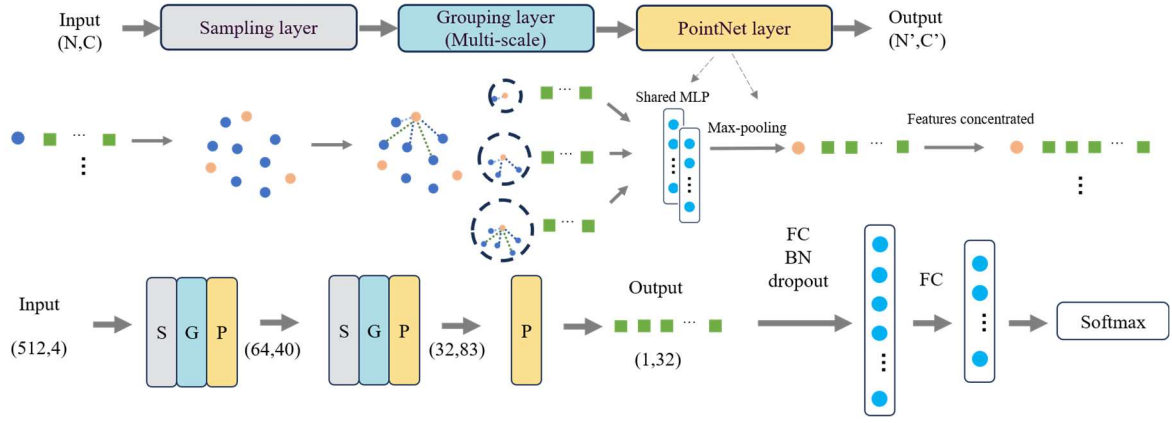 Input
(N,C)
Sampling layer
Grouping layer
(Multi-scale)
PointNet layer
Output
(N',C')
Shared MLP
Max-pooling
Features concentrated
Input
(512,4)
S G P
(64,40)
S G P
(32,83)
P
Output
(1,32)
FC
BN
dropout
FC
Softmax